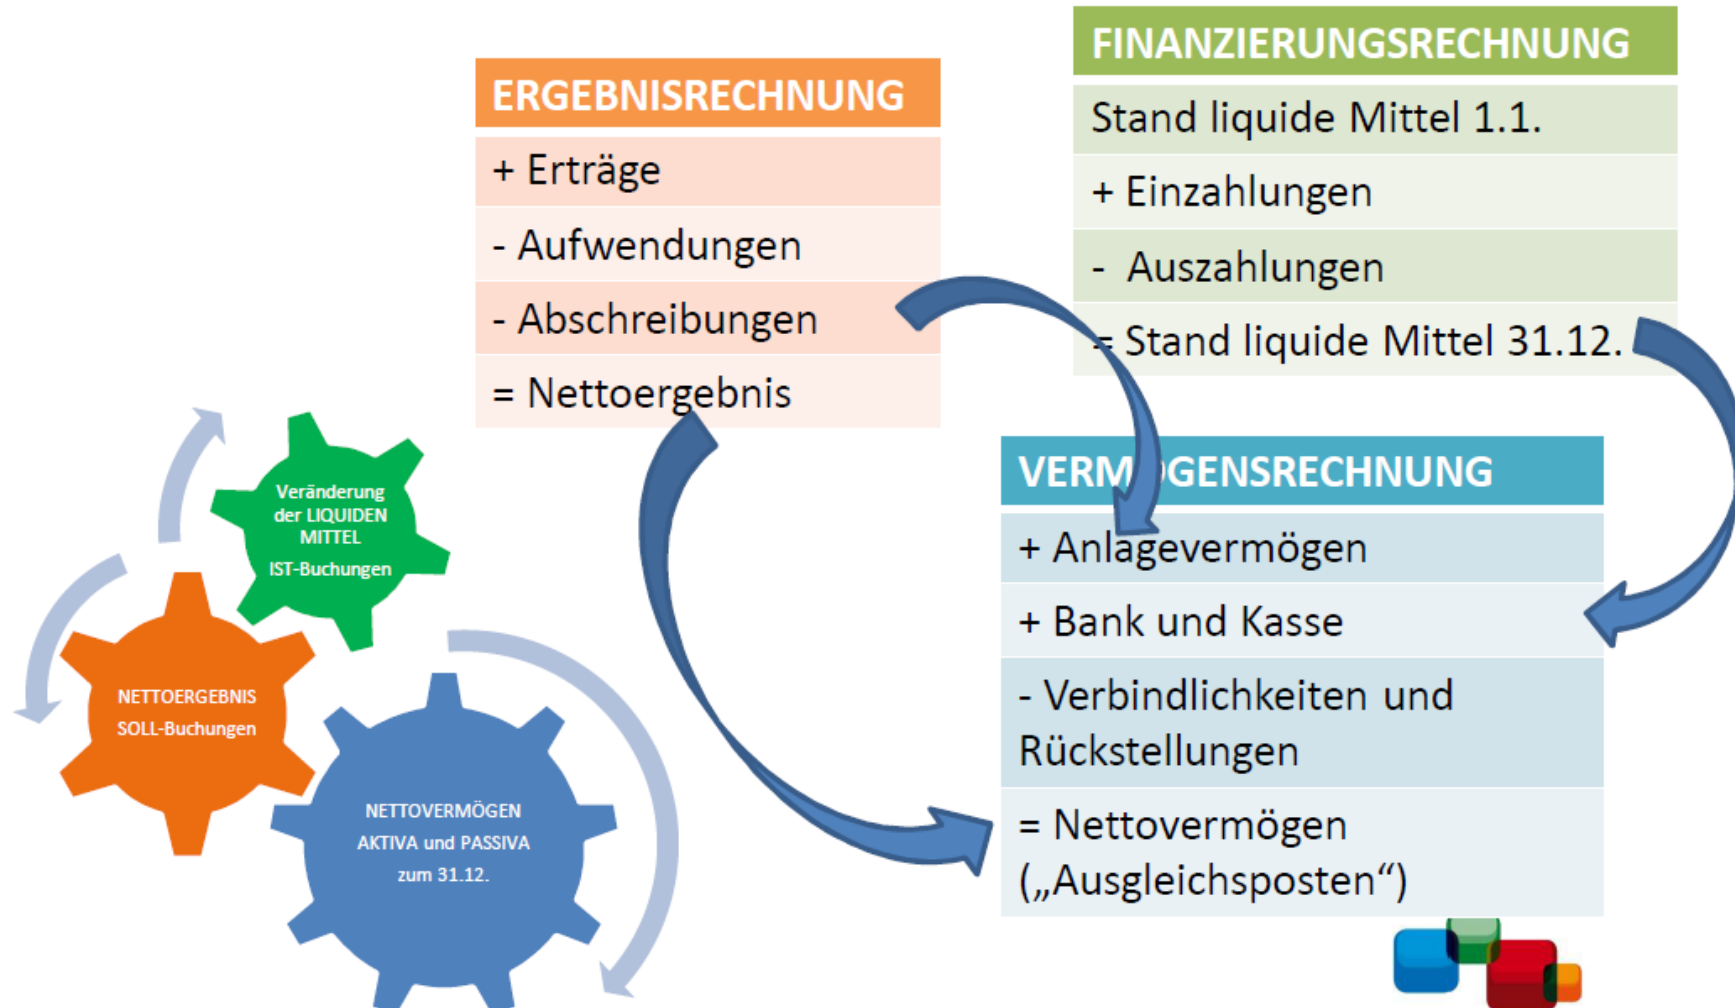 ERGEBNISRECHNUNG
+ Erträge
- Aufwendungen
- Abschreibungen
= Nettoergebnis
FINANZIERUNGSRECHNUNG
Stand liquide Mittel 1.1.
+ Einzahlungen
- Auszahlungen
= Stand liquide Mittel 31.12.
VERMÖGENSRECHNUNG
+ Anlagevermögen
+ Bank und Kasse
- Verbindlichkeiten und
Rückstellungen
= Nettovermögen
(„Ausgleichsposten“)
Veränderung
der LIQUIDEN
MITTEL
IST-Buchungen
NETTOERGEBNIS
SOLL-Buchungen
NETTOVERMÖGEN
AKTIVA und PASSIVA
zum 31.12.